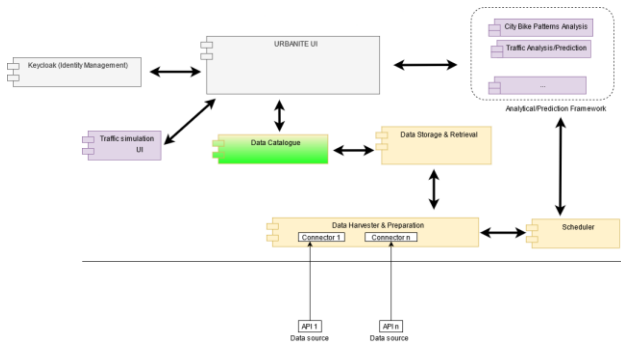 City Bike Patterns Analysis
URBANITE UI
Traffic Analysis/Prediction
Keycloak (Identity Management)
...
Analytical/Prediction Framework
Traffic simulation
UI
Data Catalogue
Data Storage & Retrieval
Data Harvester & Preparation
Scheduler
Connector 1
Connector n
API 1
API n
Data source
Data source